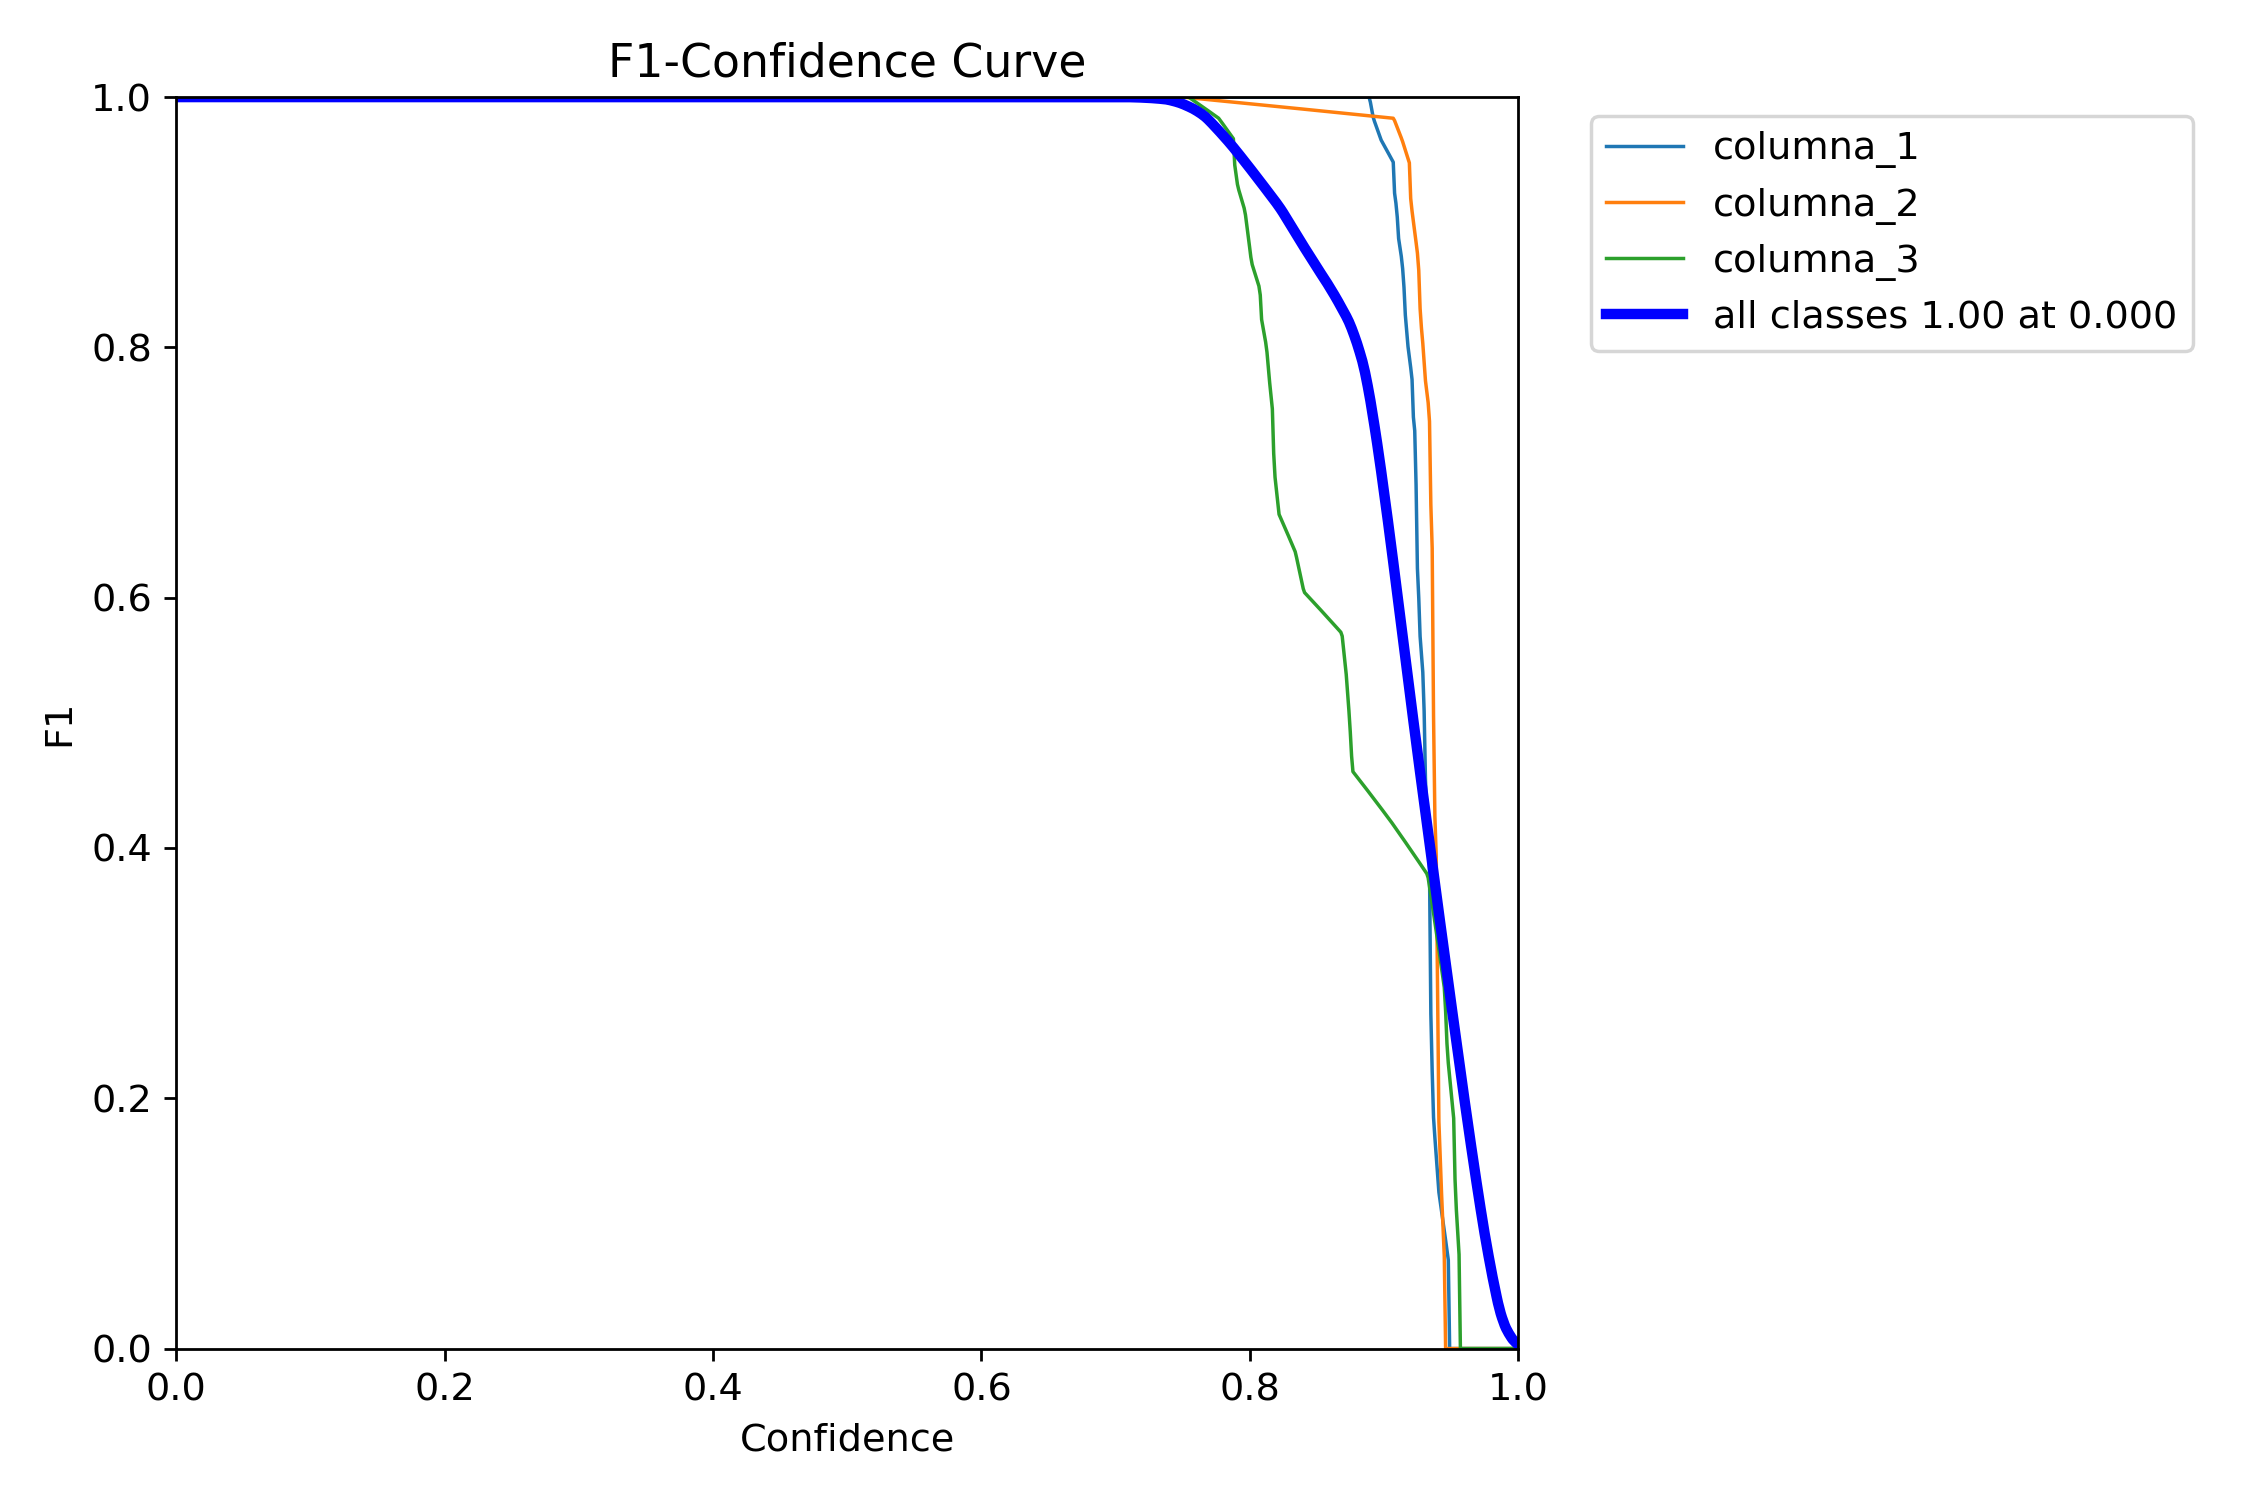 F1-Confidence Curve
1.0
0.8
0.6
0.4
0.2
0.0
F1
0.0 0.2 0.4 0.6 0.8 1.0
Confidence
columna_1
columna_2
columna_3
all classes 1.00 at 0.000